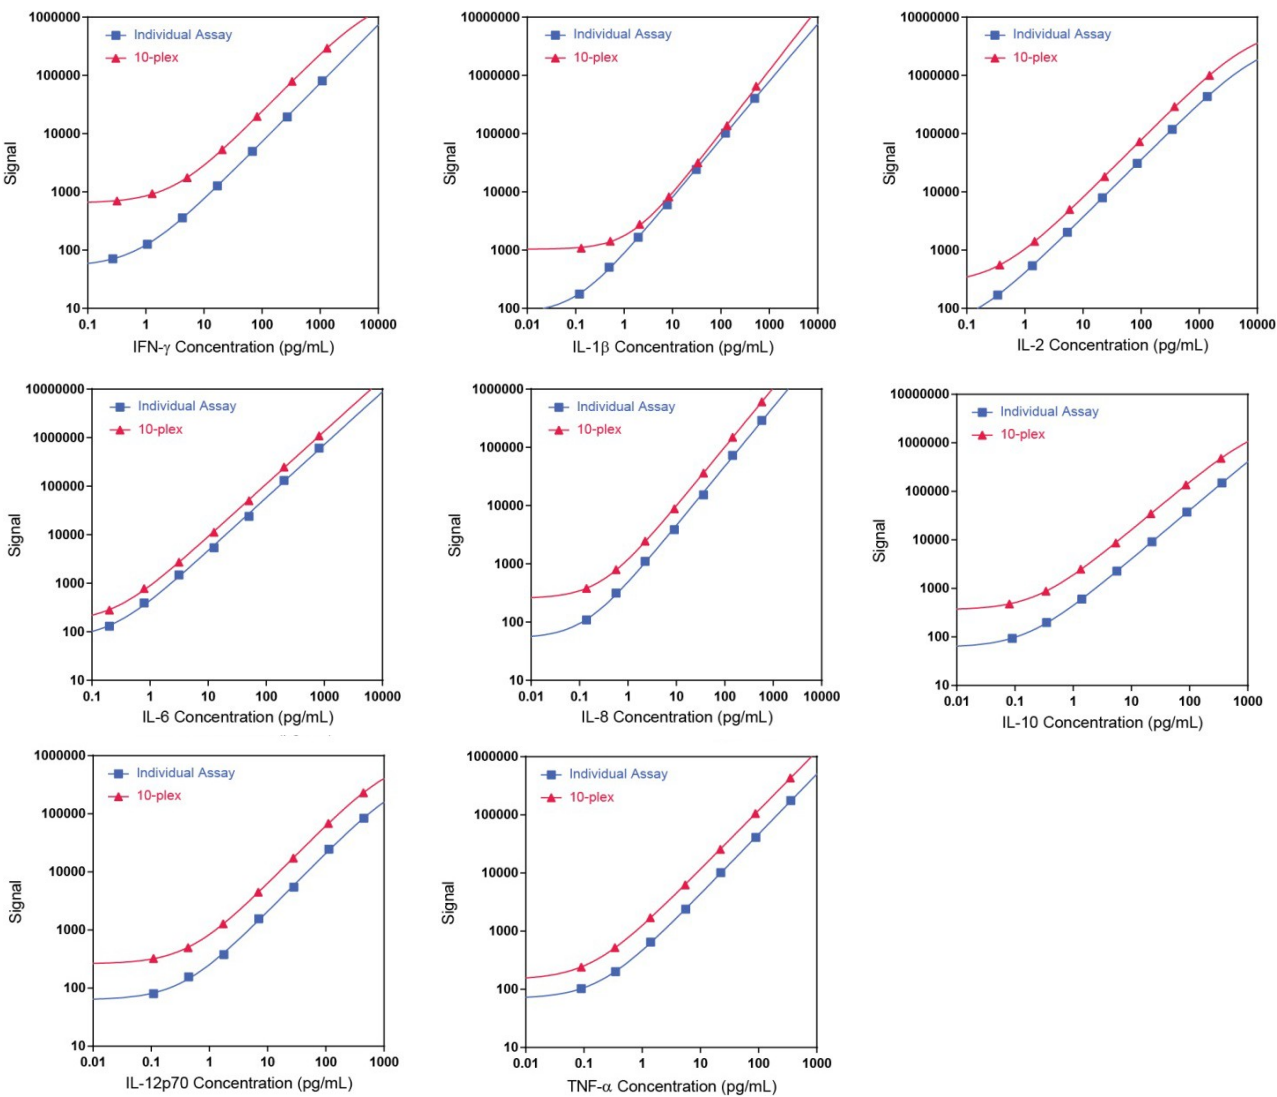 1000000
100000
10000
1000
100
10
Signal
Individual Assay
10-plex
0.1 1 10 100 1000 10000
IFN-γ Concentration (pg/mL)
10000000
1000000
100000
10000
1000
100
Signal
Individual Assay
10-plex
0.01 0.1 1 10 100 1000 10000
IL-1β Concentration (pg/mL)
10000000
1000000
100000
10000
1000
100
Signal
Individual Assay
10-plex
0.1 1 10 100 1000 10000
IL-2 Concentration (pg/mL)
10000000
1000000
100000
10000
1000
100
10
Signal
Individual Assay
10-plex
0.1 1 10 100 1000 10000
IL-6 Concentration (pg/mL)
1000000
100000
10000
1000
100
10
Signal
Individual Assay
10-plex
0.01 0.1 1 10 100 1000 10000
IL-8 Concentration (pg/mL)
10000000
1000000
100000
10000
1000
100
10
Signal
Individual Assay
10-plex
0.01 0.1 1 10 100 1000
IL-10 Concentration (pg/mL)
1000000
100000
10000
1000
100
10
Signal
Individual Assay
10-plex
0.01 0.1 1 10 100 1000
IL-12p70 Concentration (pg/mL)
1000000
100000
10000
1000
100
10
Signal
Individual Assay
10-plex
0.01 0.1 1 10 100 1000
TNF-α Concentration (pg/mL)